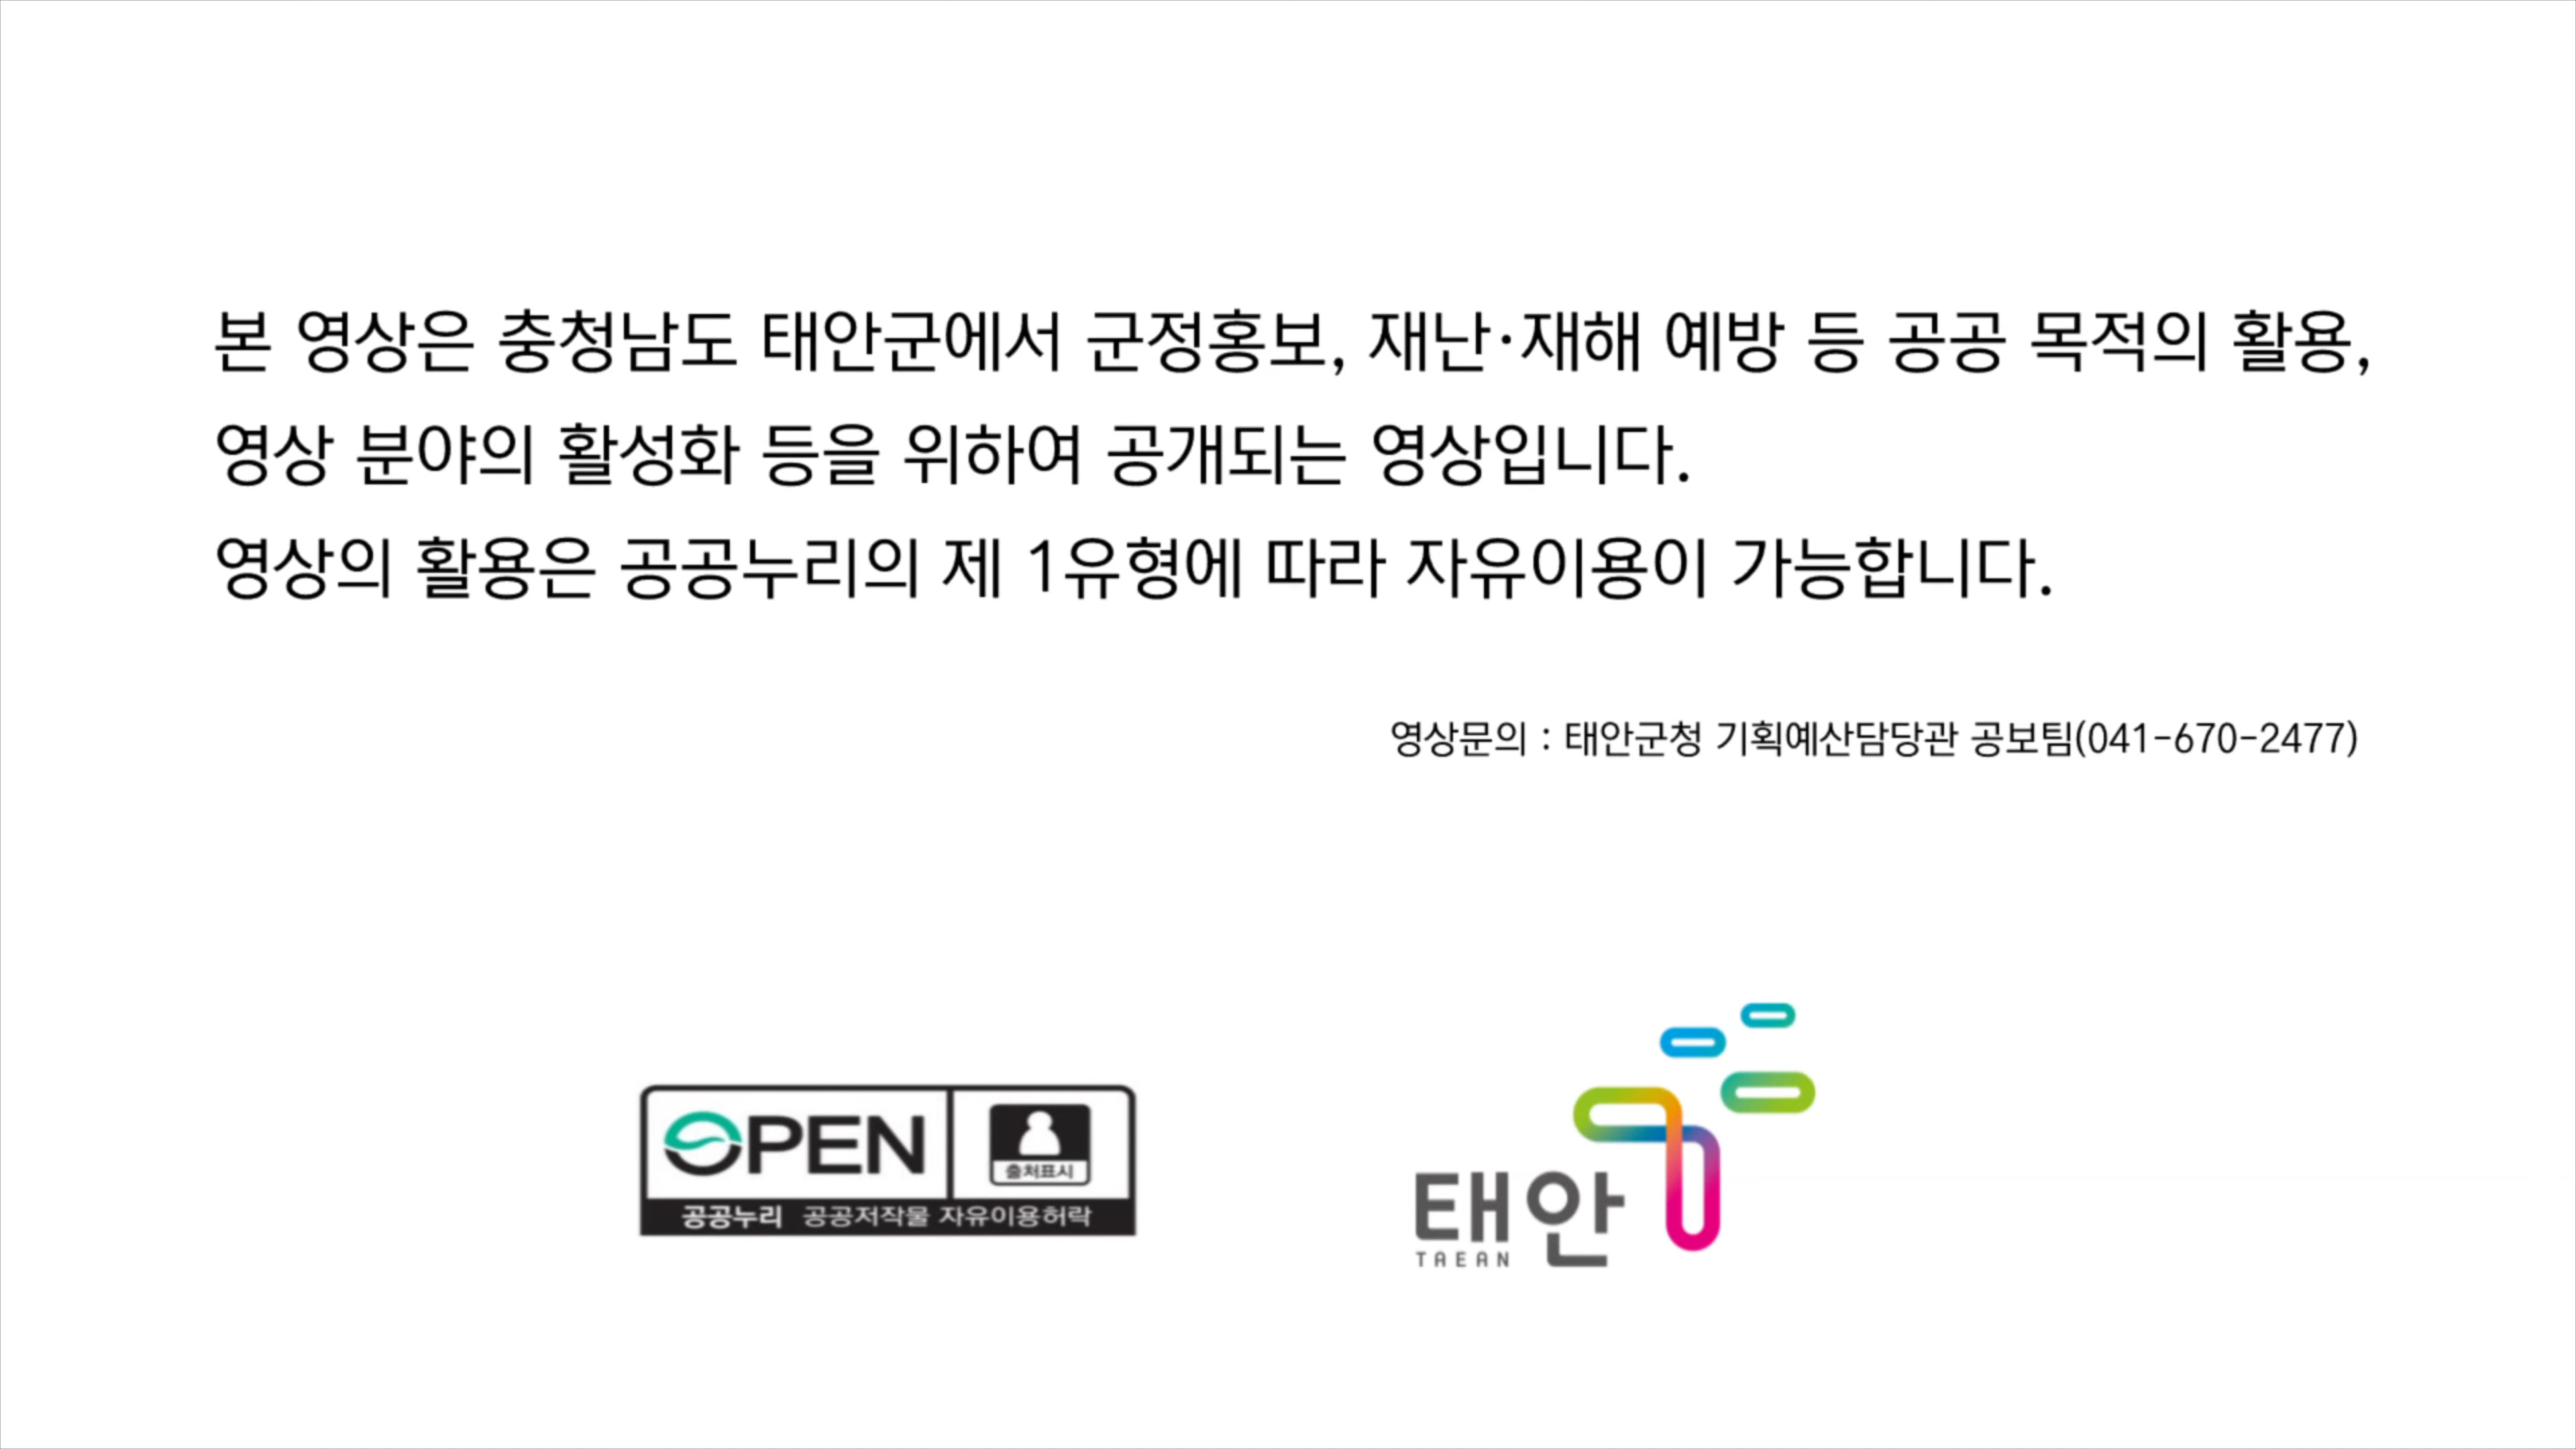 본 영상은 충청남도 태안군에서 군정홍보, 재난·재해 예방 등 공공 목적의 활용,
영상 분야의 활성화 등을 위하여 공개되는 영상입니다.
영상의 활용은 공공누리의 제 1유형에 따라 자유이용이 가능합니다.
영상문의 : 태안군청 기획예산담당관 공보팀(041-670-2477)
OPEN
출처표시
공공누리 공공저작물 자유이용허락
태안
TAEAN